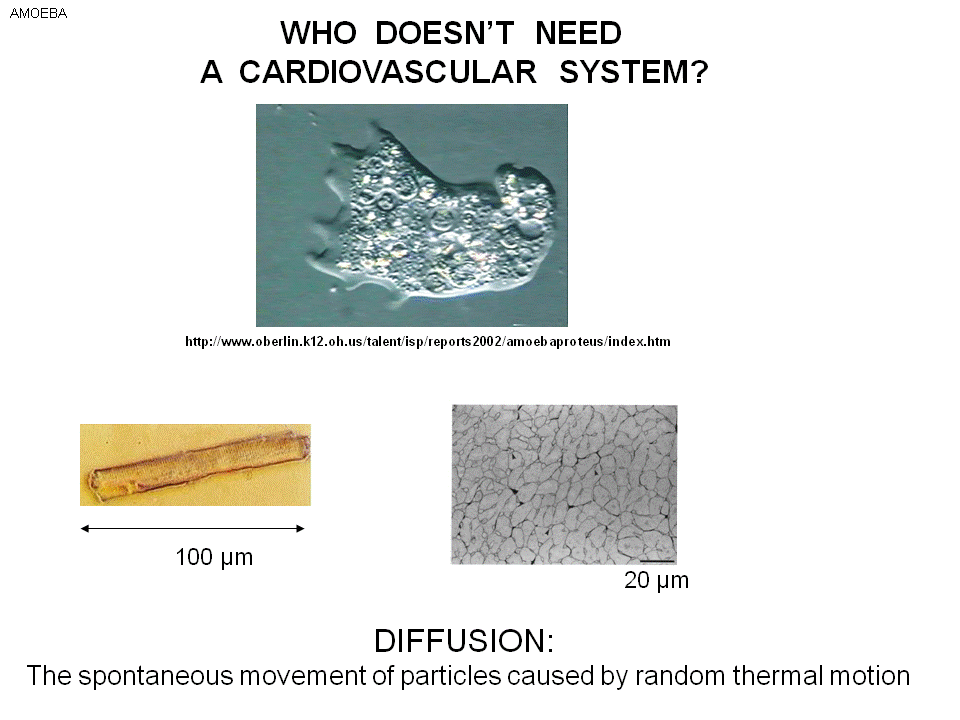 AMOEBA
WHO DOESN'T NEED
A CARDIOVASCULAR SYSTEM?
http://www.oberlin.k12.oh.us/talent/isp/reports2002/amoebaproteus/index.htm
100 µm
20 µm
DIFFUSION:
The spontaneous movement of particles caused by random thermal motion